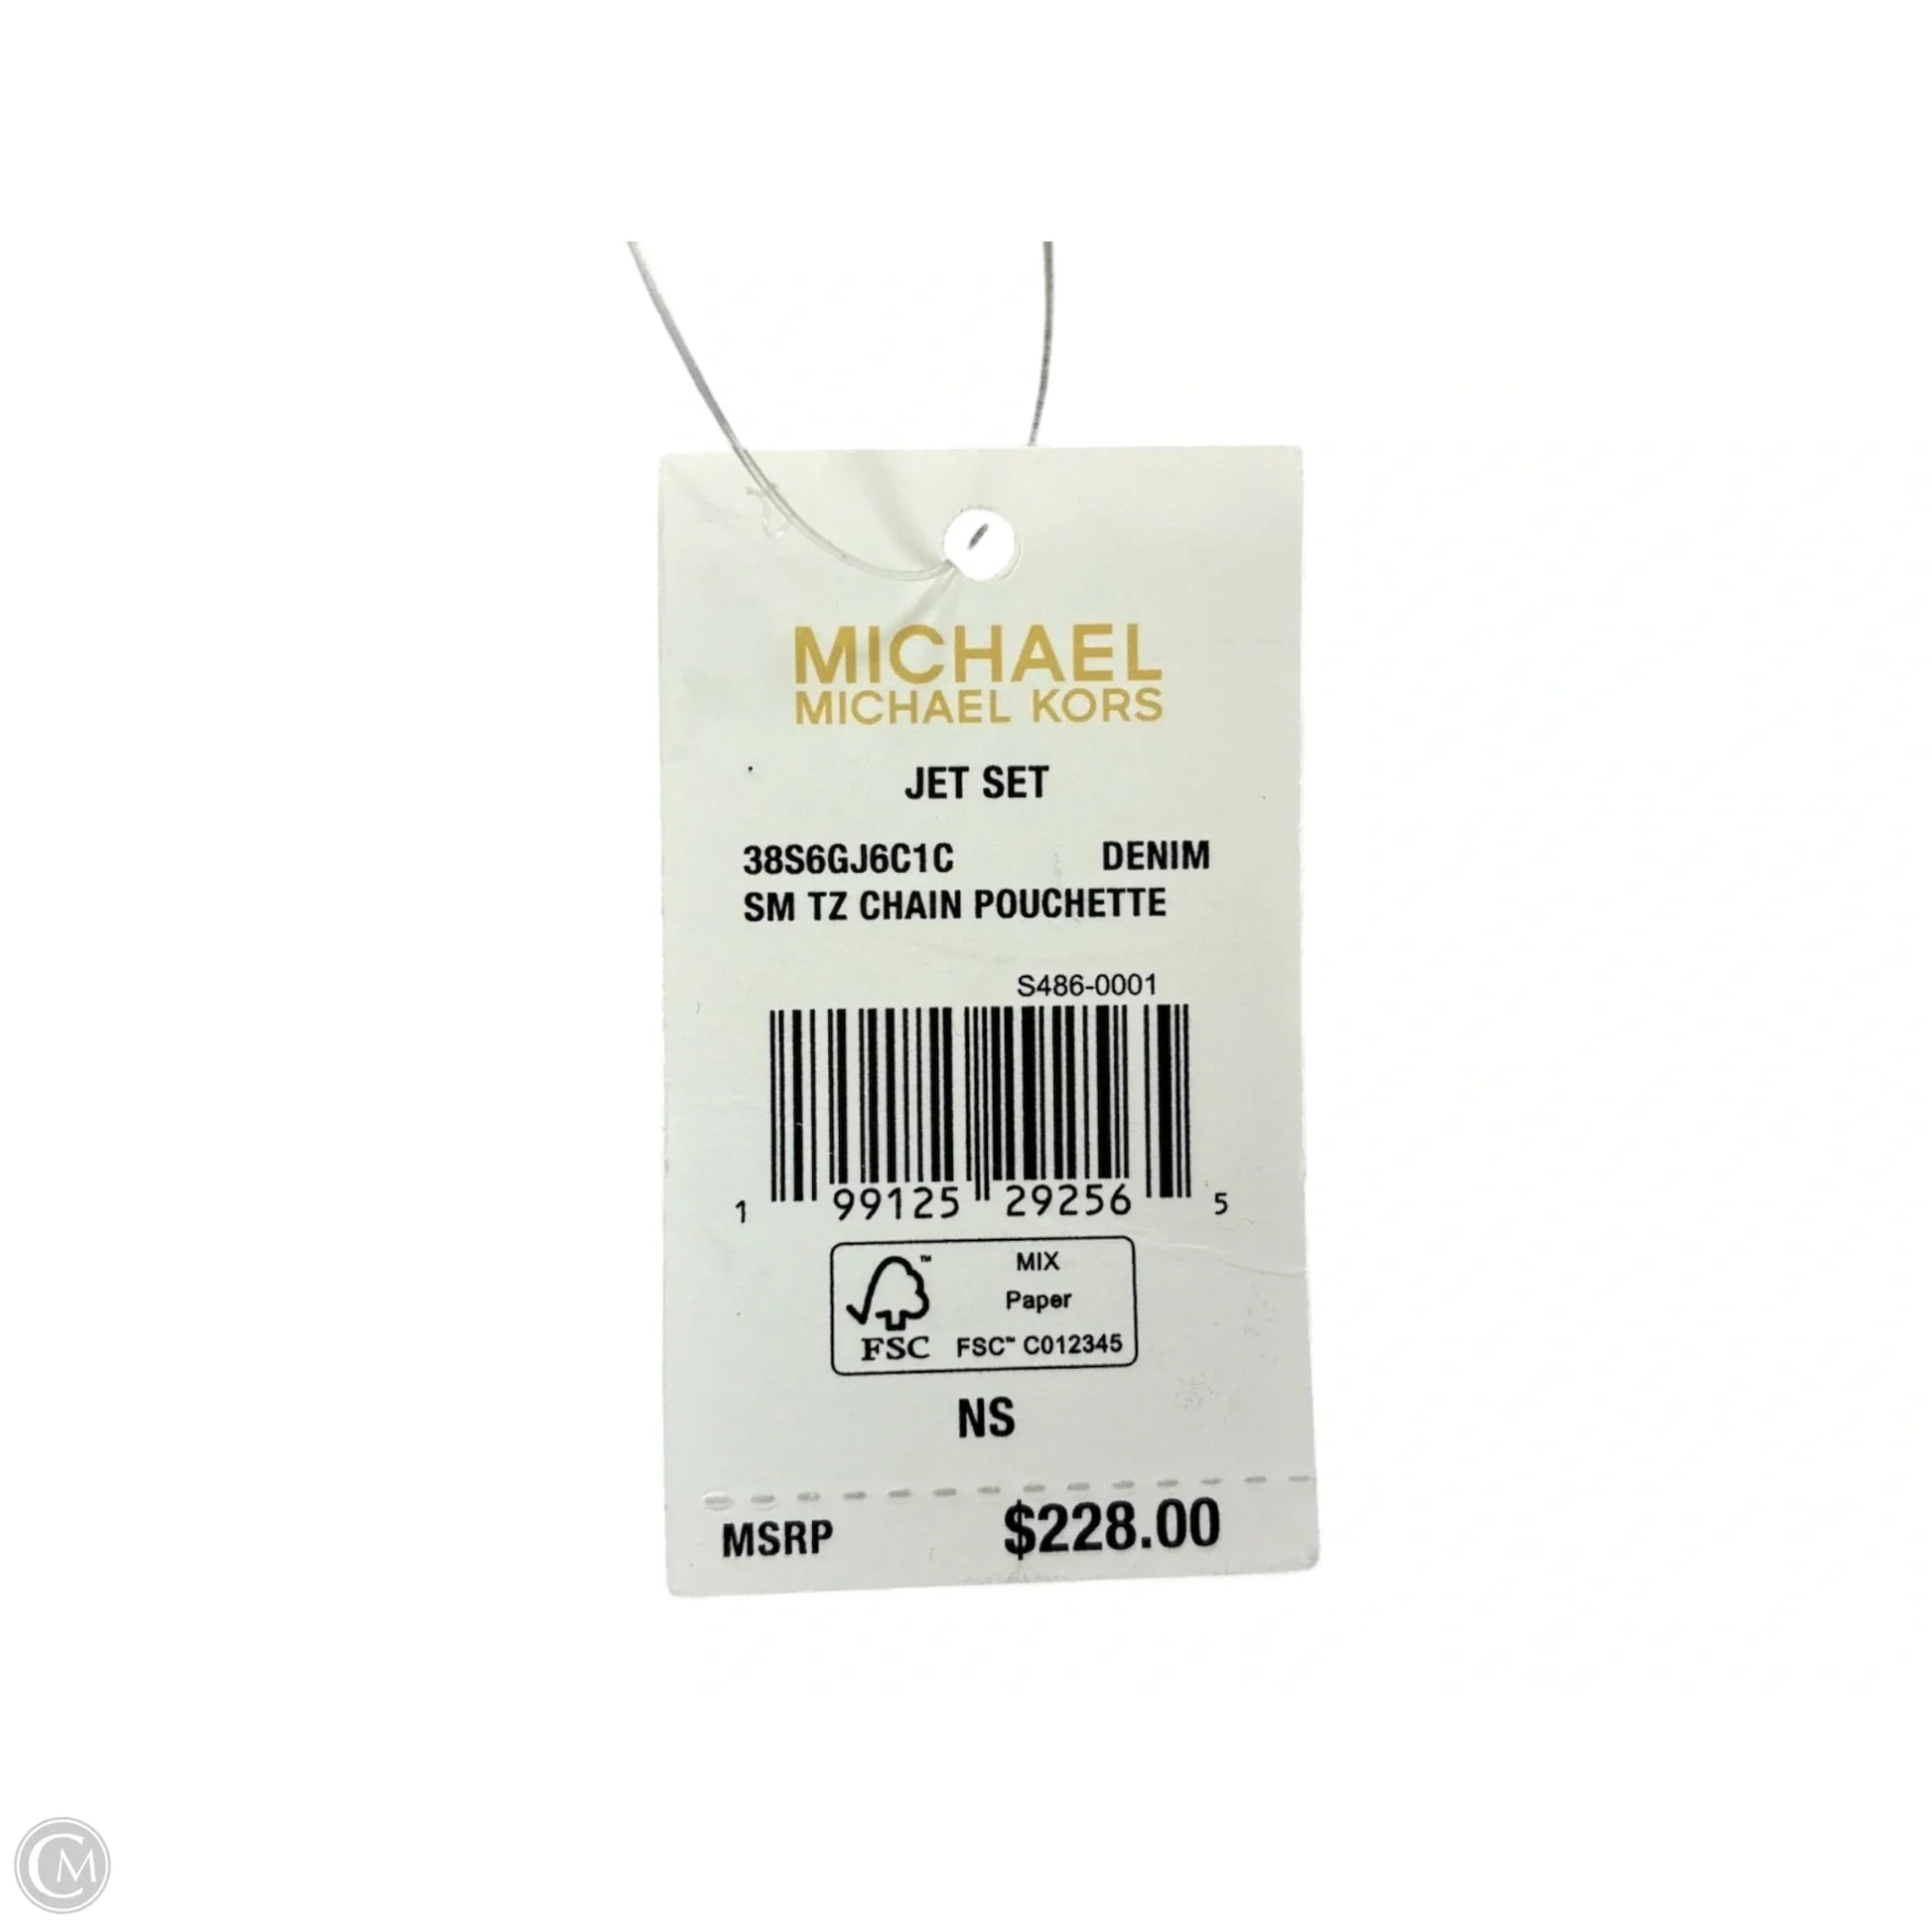 MICHAEL
MICHAEL KORS
JET SET
38S6GJ6C1C DENIM
SM TZ CHAIN POUCHETTE
S486-0001
1 99125 29256 5
MIX
Paper
FSC FSC™ C012345
NS
MSRP $228.00
CM